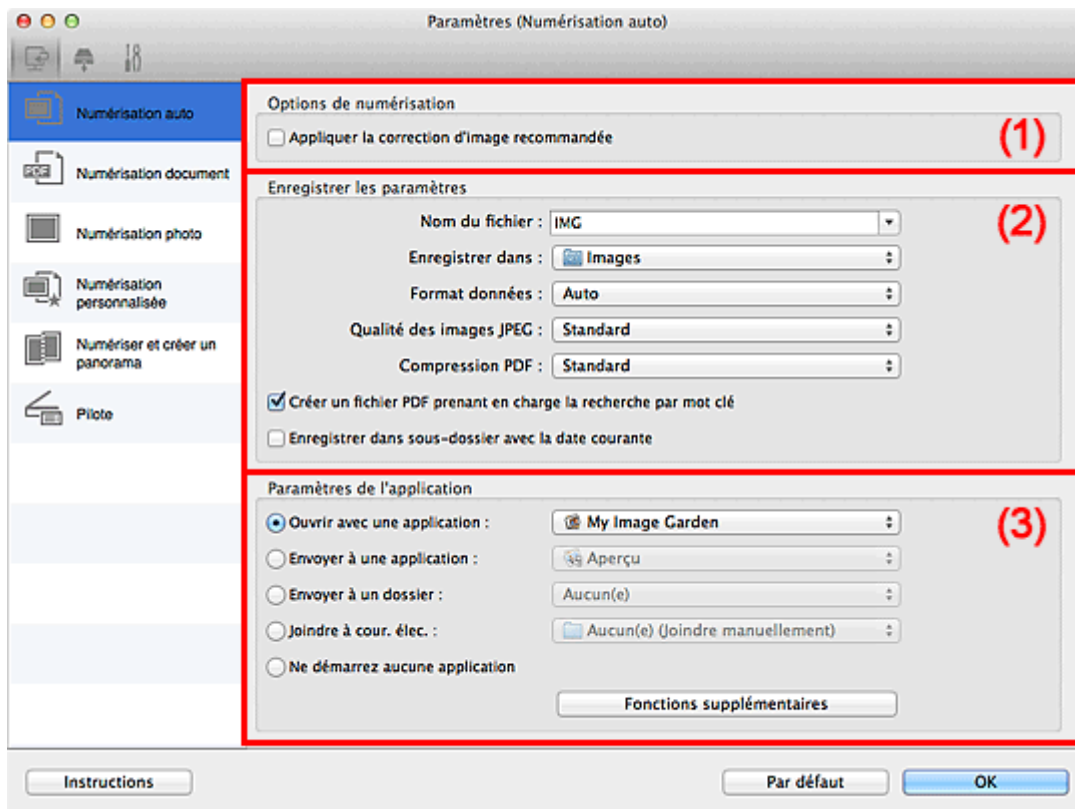 Paramètres (Numérisation auto)
Numérisation auto
Numérisation document
Numérisation photo
Numérisation
personnalisée
Numériser et créer un
panorama
Pilote
Options de numérisation
Appliquer la correction d'image recommandée
(1)
Enregistrer les paramètres
(2)
Nom du fichier : IMG
Enregistrer dans : Images
Format données : Auto
Qualité des images JPEG : Standard
Compression PDF : Standard
Créer un fichier PDF prenant en charge la recherche par mot clé
Enregistrer dans sous-dossier avec la date courante
Paramètres de l'application
(3)
Ouvrir avec une application : My Image Garden
Envoyer à une application : Aperçu
Envoyer à un dossier : Aucun(e)
Joindre à cour. élec. : Aucun(e) (Joindre manuellement)
Ne démarrez aucune application
Fonctions supplémentaires
Instructions
Par défaut
OK